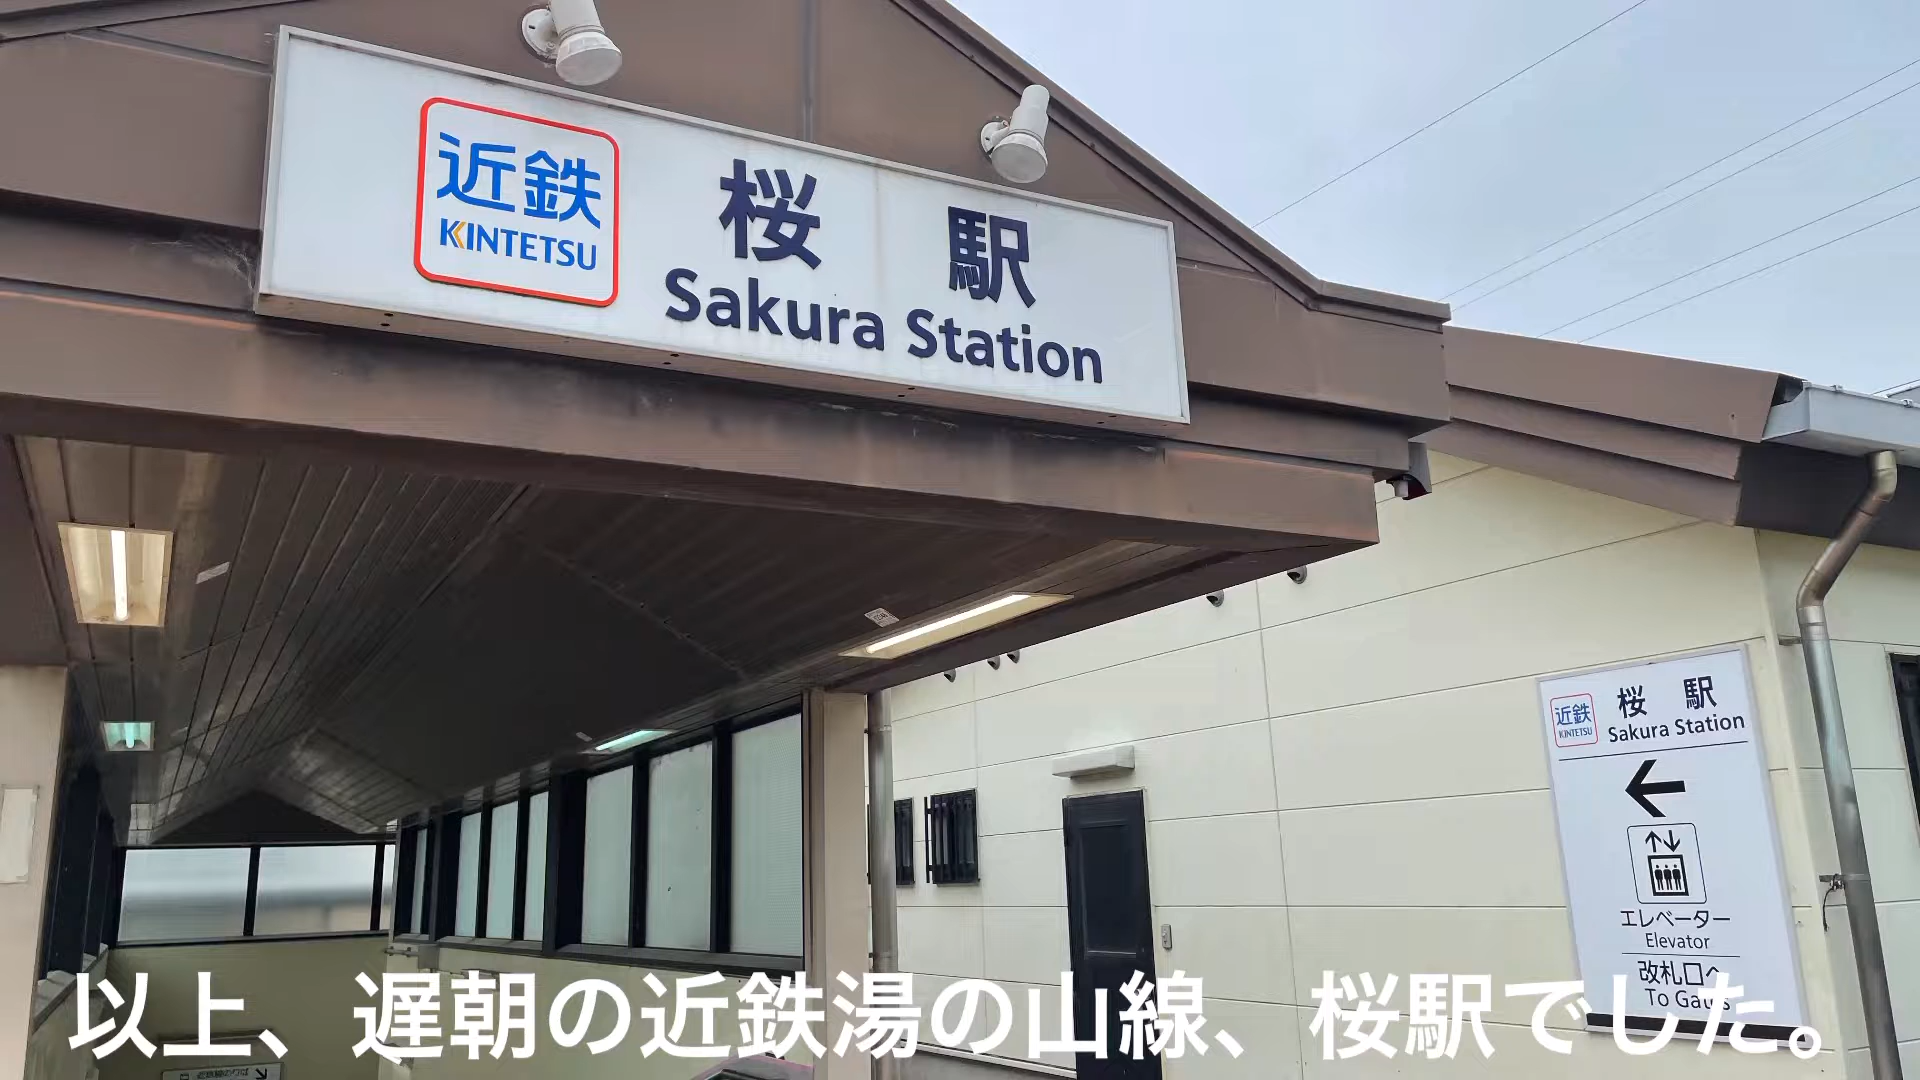 近鉄
KINTETSU
桜 駅
Sakura Station
近鉄
KINTETSU
桜 駅
Sakura Station
エレベーター
Elevator
改札口へ
To Gates
以上、遅朝の近鉄湯の山線、桜駅でした。